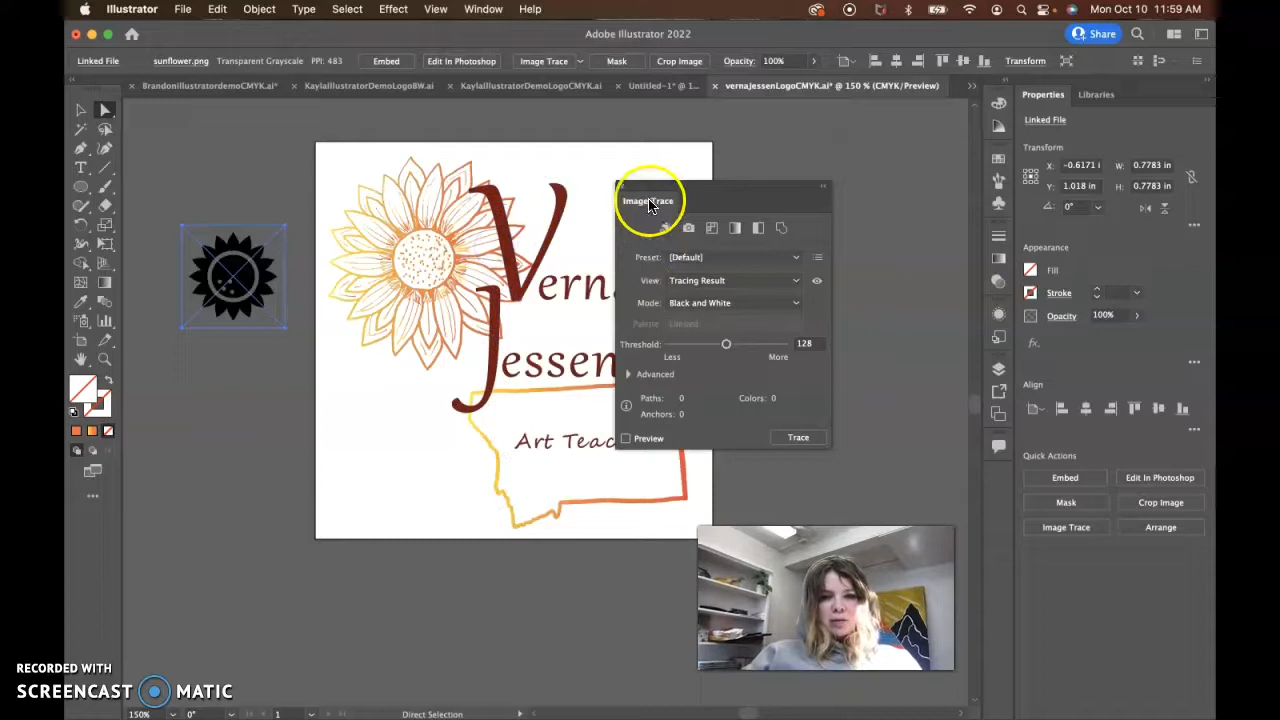 Illustrator File Edit Object Type Select Effect View Window Help Mon Oct 10 11:59 AM
Adobe Illustrator 2022
Share
Linked File sunflower.png Transparent Grayscale PPI: 483 Embed Edit In Photoshop Image Trace Mask Crop Image Opacity: 100% Transform
BrandonillustratordemoCMYK.ai* KaylaIllustratorDemoLogoBW.ai KaylaIllustratorDemoLogoCMYK.ai Untitled-1* @ 1... vernaJessenLogoCMYK.ai* @ 150 % (CMYK/Preview)
Properties Libraries
Linked File
Transform
X: -0.6171 i W: 0.7783 in
Y: 1.018 in H: 0.7783 in
0°
Appearance
Fill
Stroke
Opacity 100%
fx.
Align
Quick Actions
Embed Edit In Photoshop
Mask Crop Image
Image Trace Arrange
Image Trace
Preset: [Default]
View: Tracing Result
Mode: Black and White
Palette
Threshold: 128
Less More
Advanced
Paths: 0 Colors: 0
Anchors: 0
Preview Trace
Vern
Jessen
Art Teac
RECORDED WITH
SCREENCAST MATIC
150% 0° 1 Direct Selection